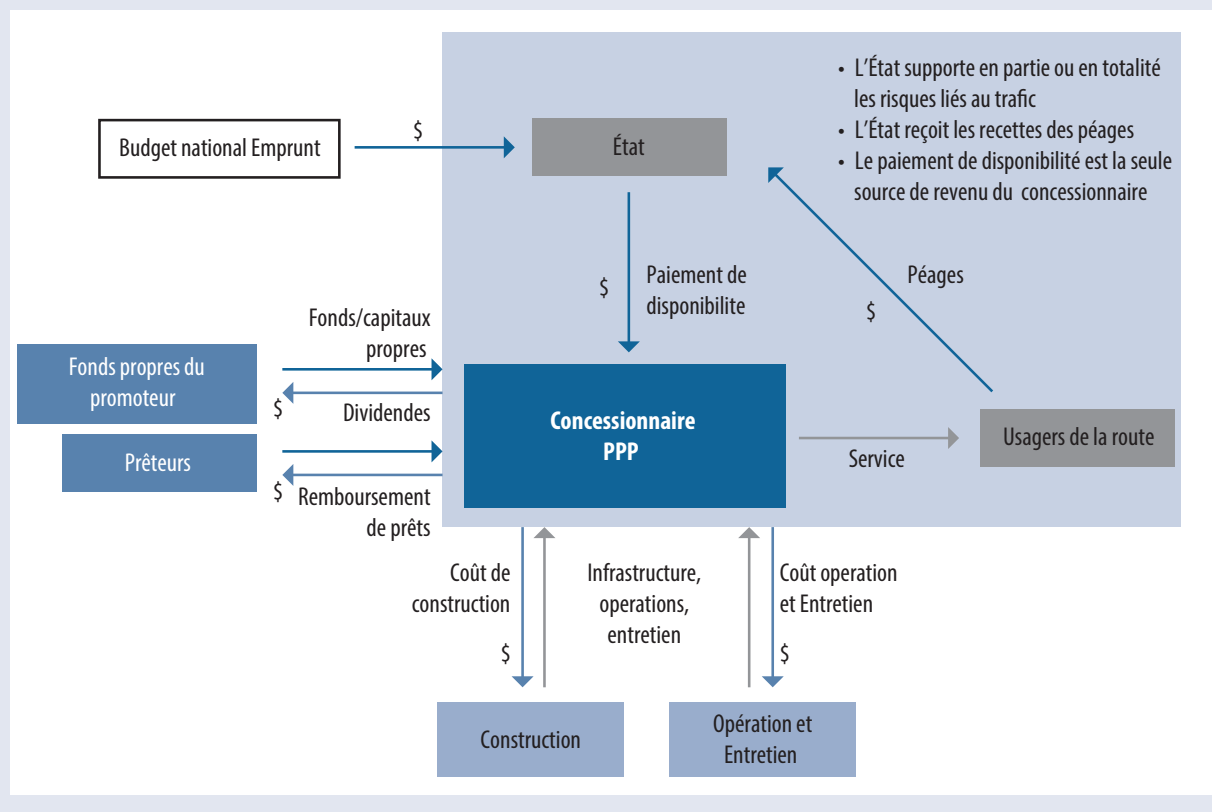 • L'État supporte en partie ou en totalité
les risques liés au trafic
• L'État reçoit les recettes des péages
• Le paiement de disponibilité est la seule
source de revenu du concessionnaire
Budget national Emprunt
$
État
$
Paiement de
disponibilite
Péages
$
Fonds/capitaux
propres
Fonds propres du
promoteur
$
Dividendes
Prêteurs
$
Remboursement
de prêts
Concessionnaire
PPP
Service
Usagers de la route
Coût de
construction
$
Infrastructure,
operations,
entretien
Coût operation
et Entretien
$
Construction
Opération et
Entretien